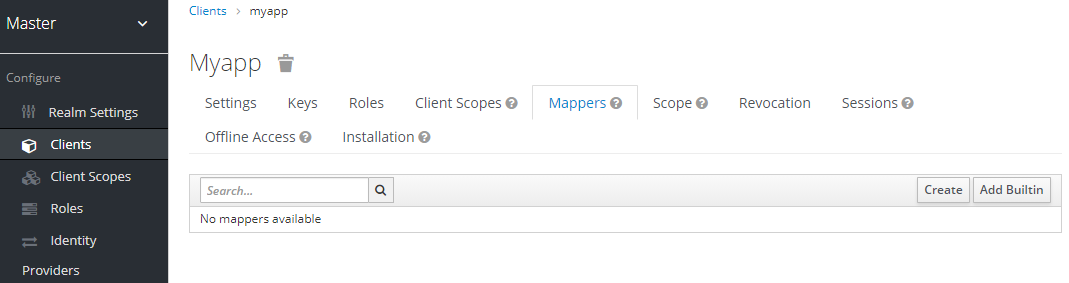 Master
Clients > myapp
Configure
Realm Settings
Clients
Client Scopes
Roles
Identity
Providers
Myapp
Settings Keys Roles Client Scopes ? Mappers ? Scope ? Revocation Sessions ?
Offline Access ? Installation ?
Search... Create Add Builtin
No mappers available